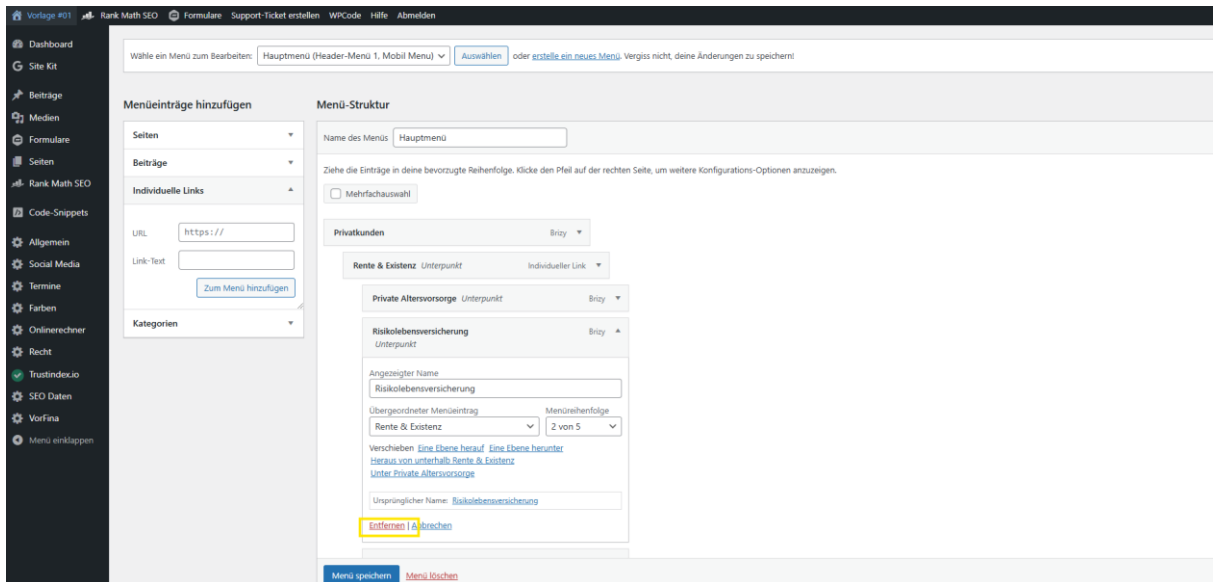 Vorlage #01 Rank Math SEO Formulare Support-Ticket erstellen WPCode Hilfe Abmelden
Dashboard
Site Kit
Beiträge
Medien
Formulare
Seiten
Rank Math SEO
Code-Snippets
Allgemein
Social Media
Termine
Farben
Onlinerechner
Recht
Trustindex.io
SEO Daten
VorFina
Menü einklappen
Wähle ein Menü zum Bearbeiten: Hauptmenü (Header-Menü 1, Mobil Menu) Auswählen oder erstelle ein neues Menü. Vergiss nicht, deine Änderungen zu speichern!
Menüeinträge hinzufügen
Seiten
Beiträge
Individuelle Links
URL https://
Link-Text
Zum Menü hinzufügen
Kategorien
Menü-Struktur
Name des Menüs Hauptmenü
Ziehe die Einträge in deine bevorzugte Reihenfolge. Klicke den Pfeil auf der rechten Seite, um weitere Konfigurations-Optionen anzuzeigen.
Mehrfachauswahl
Privatkunden Brizy
Rente & Existenz Unterpunkt Individueller Link
Private Altersvorsorge Unterpunkt Brizy
Risikolebensversicherung Brizy
Unterpunkt
Angezeigter Name
Risikolebensversicherung
Übergeordneter Menüeintrag Menüreihenfolge
Rente & Existenz 2 von 5
Verschieben Eine Ebene herauf Eine Ebene herunter
Heraus von unterhalb Rente & Existenz
Unter Private Altersvorsorge
Ursprünglicher Name: Risikolebensversicherung
Entfernen | Abbrechen
Menü speichern Menü löschen